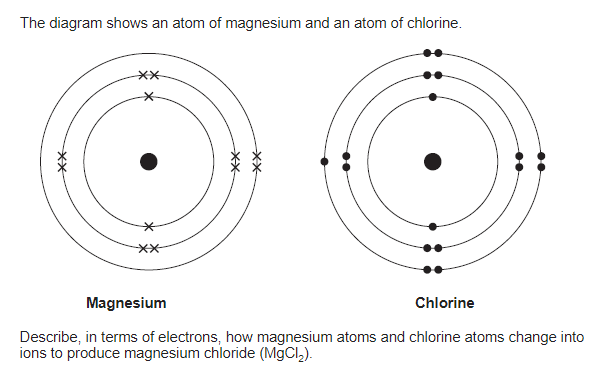 The diagram shows an atom of magnesium and an atom of chlorine.
Magnesium
Chlorine
Describe, in terms of electrons, how magnesium atoms and chlorine atoms change into
ions to produce magnesium chloride (MgCl₂).